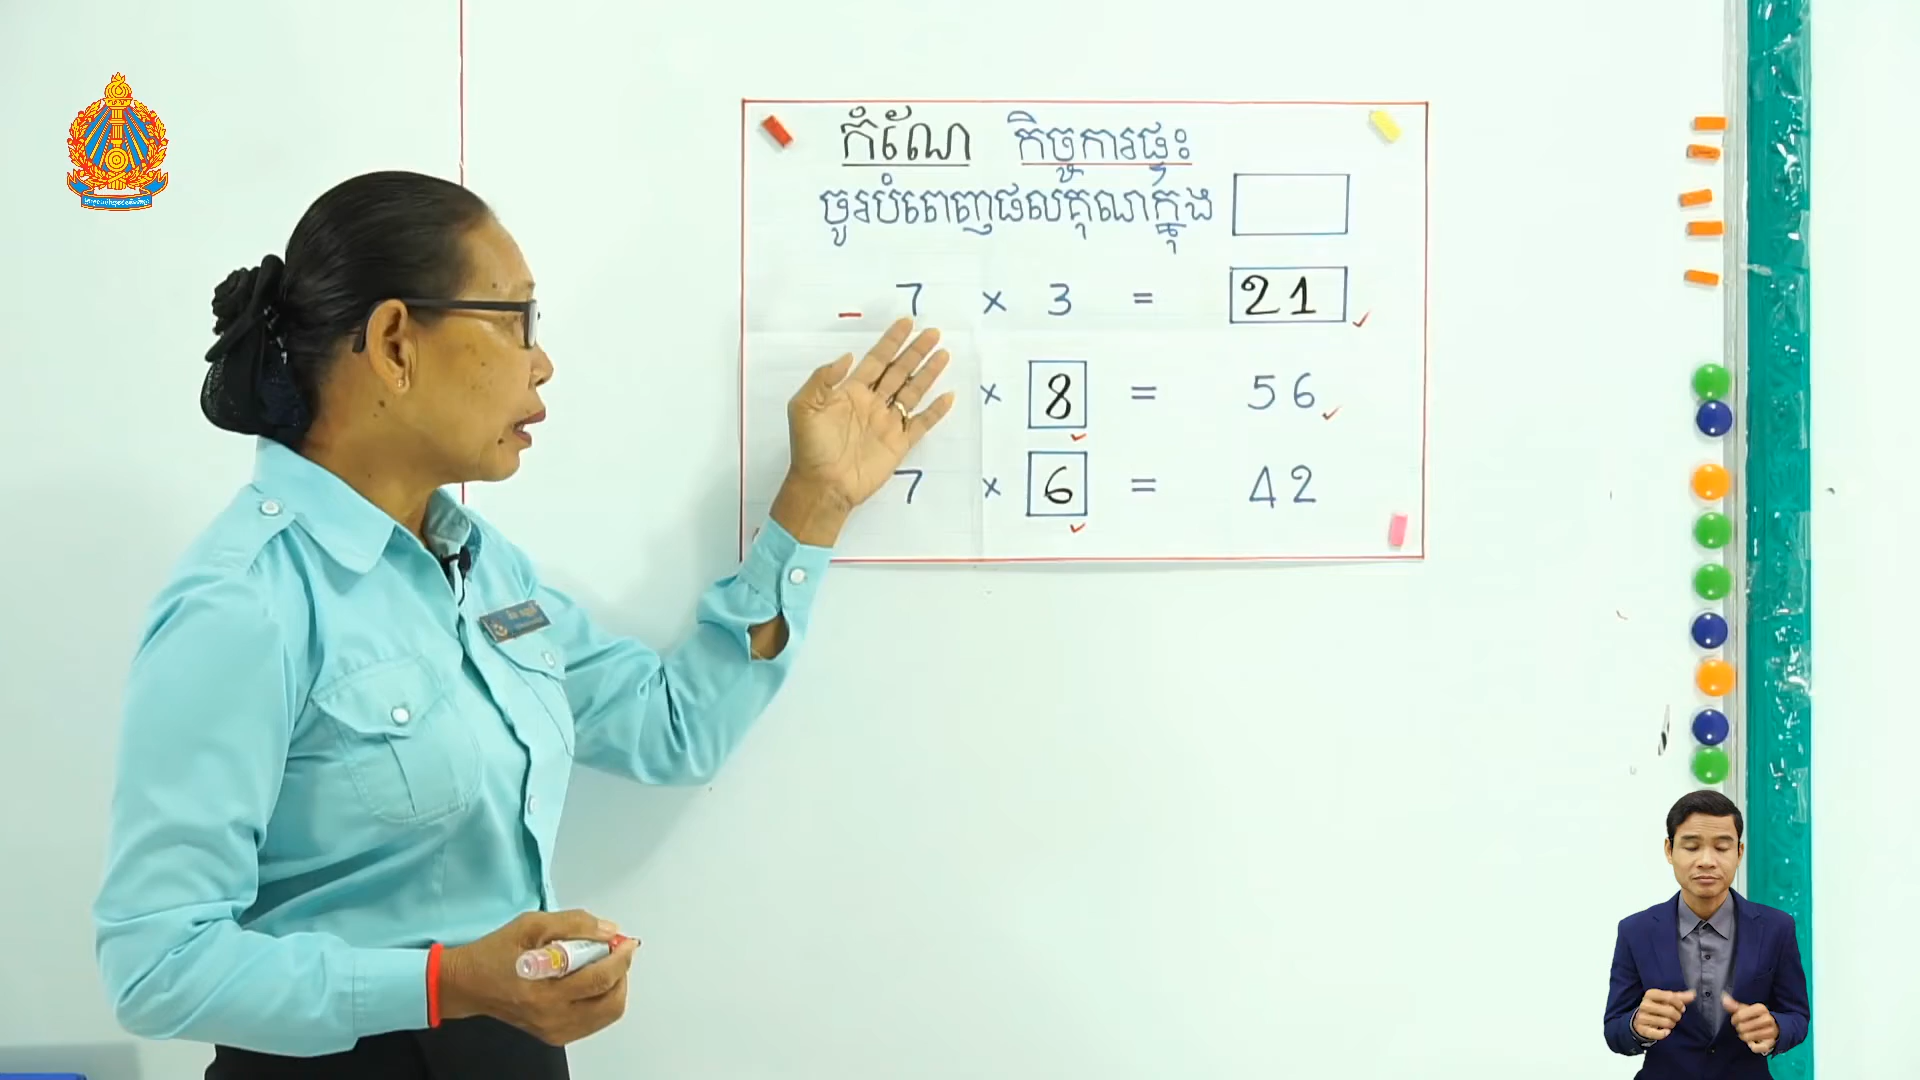 កំណែ កិច្ចការផ្ទះ
ចូរបំពេញផលគុណក្នុង
- 7 × 3 = 21
× 8 = 56
7 × 6 = 42